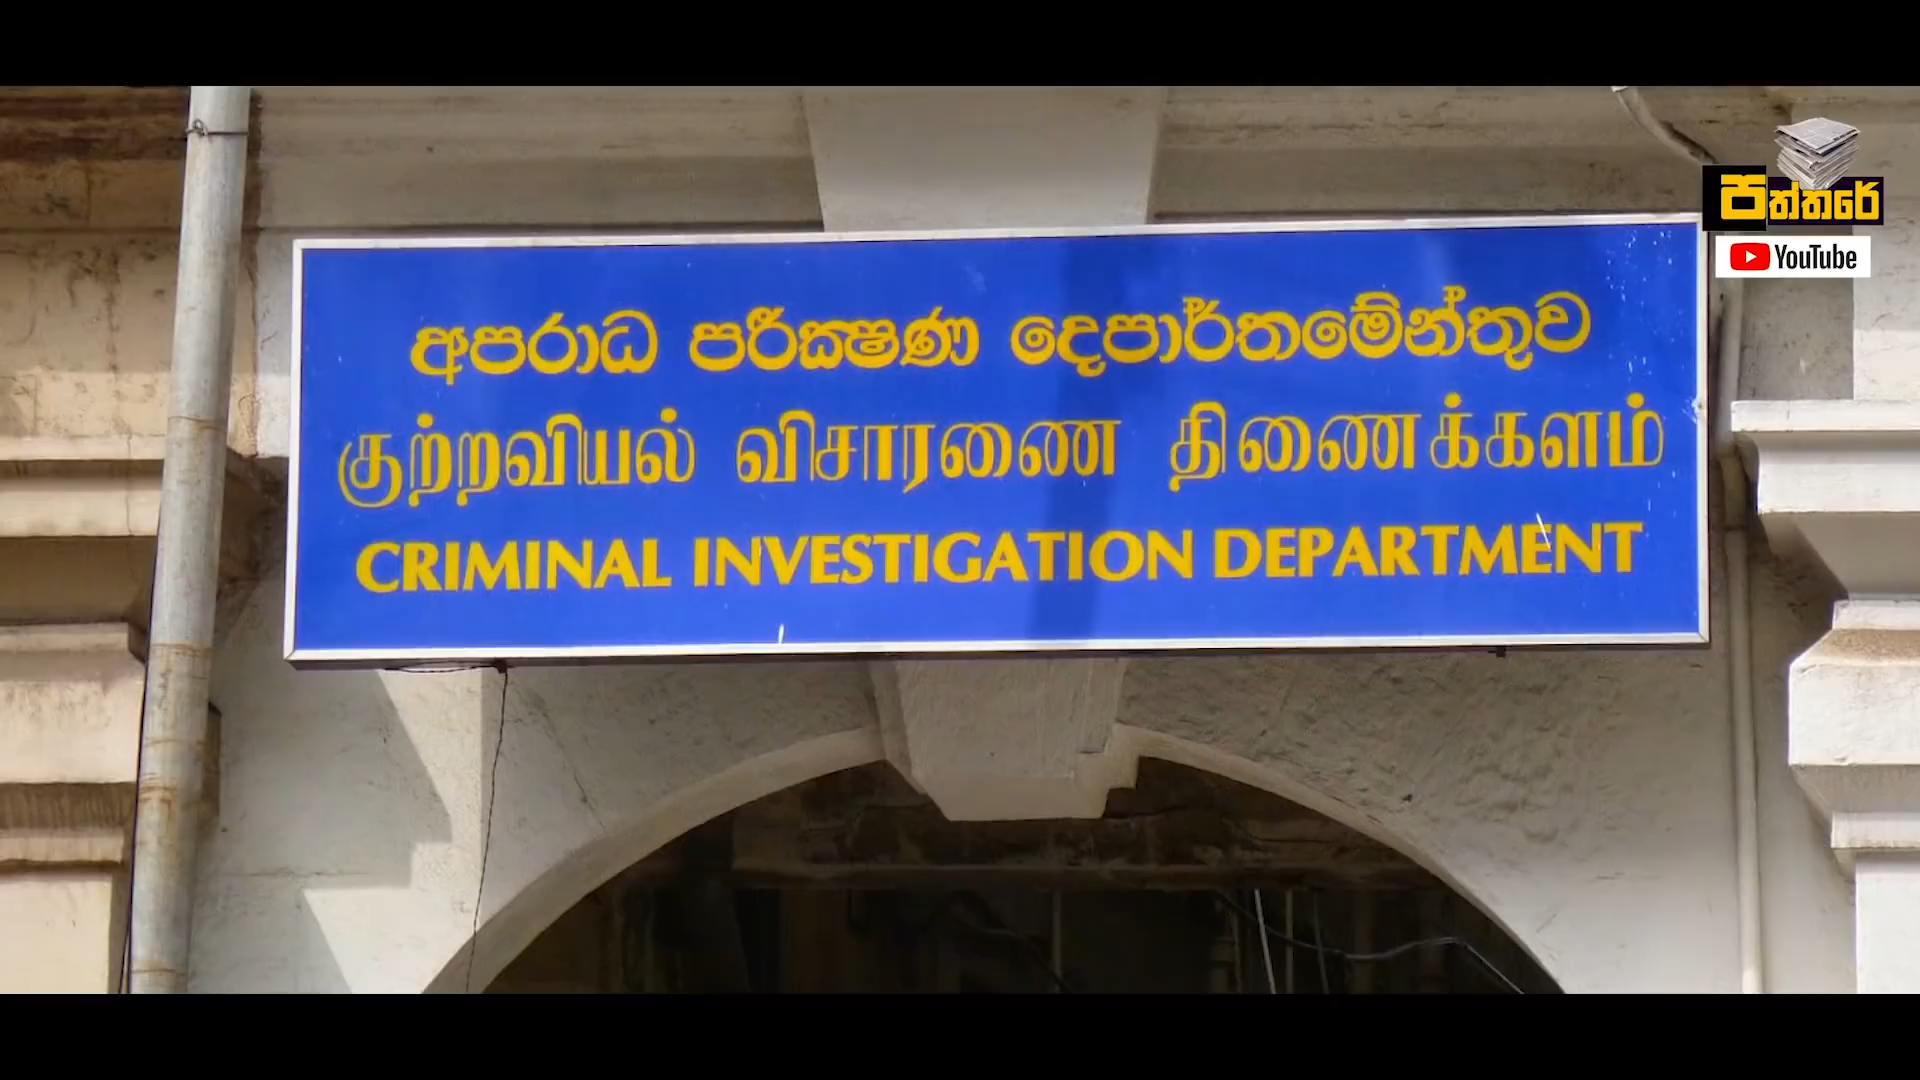 අපරාධ පරීක්ෂණ දෙපාර්තමේන්තුව
குற்றவியல் விசாரணை திணைக்களம்
CRIMINAL INVESTIGATION DEPARTMENT
පත්තරේ
YouTube